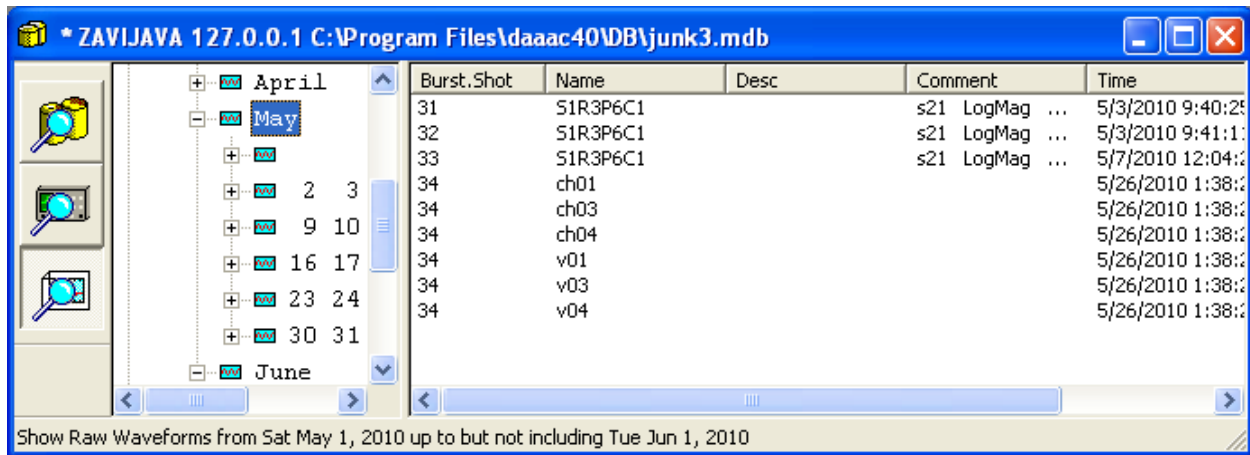 * ZAVIJAVA 127.0.0.1 C:\Program Files\daaac40\DB\junk3.mdb
April
May
2 3
9 10
16 17
23 24
30 31
June
Burst.Shot Name Desc Comment Time
31 S1R3P6C1 s21 LogMag ... 5/3/2010 9:40:25
32 S1R3P6C1 s21 LogMag ... 5/3/2010 9:41:1
33 S1R3P6C1 s21 LogMag ... 5/7/2010 12:04:2
34 ch01 5/26/2010 1:38:2
34 ch03 5/26/2010 1:38:2
34 ch04 5/26/2010 1:38:2
34 v01 5/26/2010 1:38:2
34 v03 5/26/2010 1:38:2
34 v04 5/26/2010 1:38:2
Show Raw Waveforms from Sat May 1, 2010 up to but not including Tue Jun 1, 2010